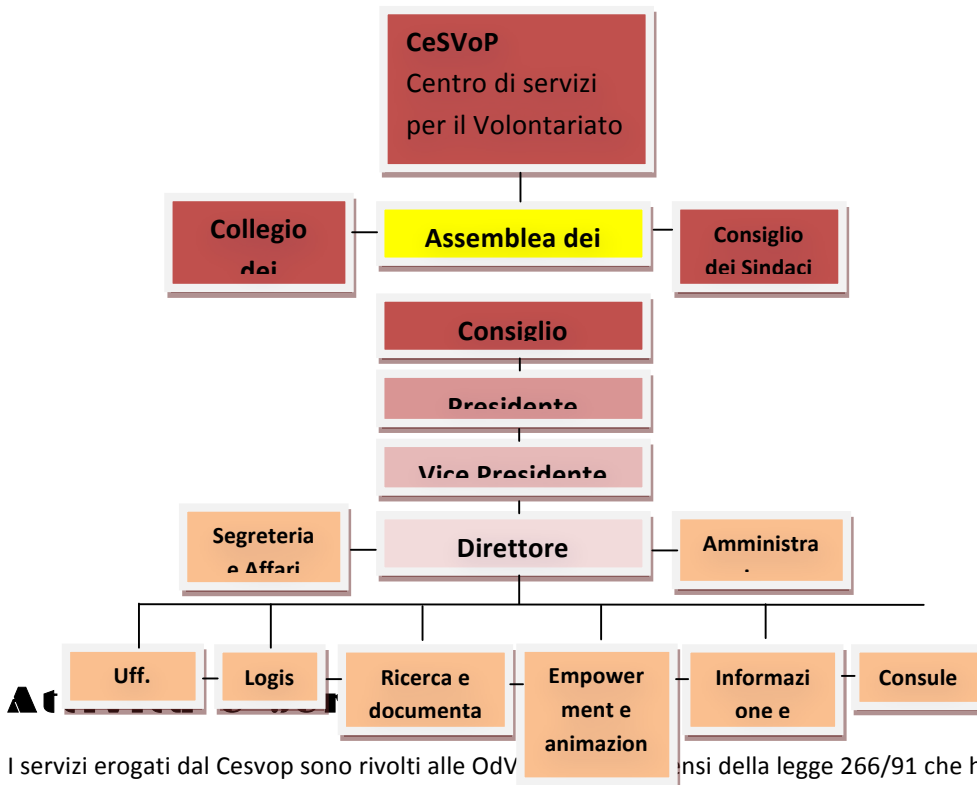 CeSVoP
Centro di servizi
per il Volontariato
Collegio
dei
Assemblea dei
Consiglio
dei Sindaci
Consiglio
Presidente
Vice Presidente
Segreteria
e Affari
Direttore
Amministra
Uff.
Logis
Ricerca e
documenta
Empower
ment e
animazion
Informazi
one e
Consule
I servizi erogati dal Cesvop sono rivolti alle OdV ensi della legge 266/91 che h